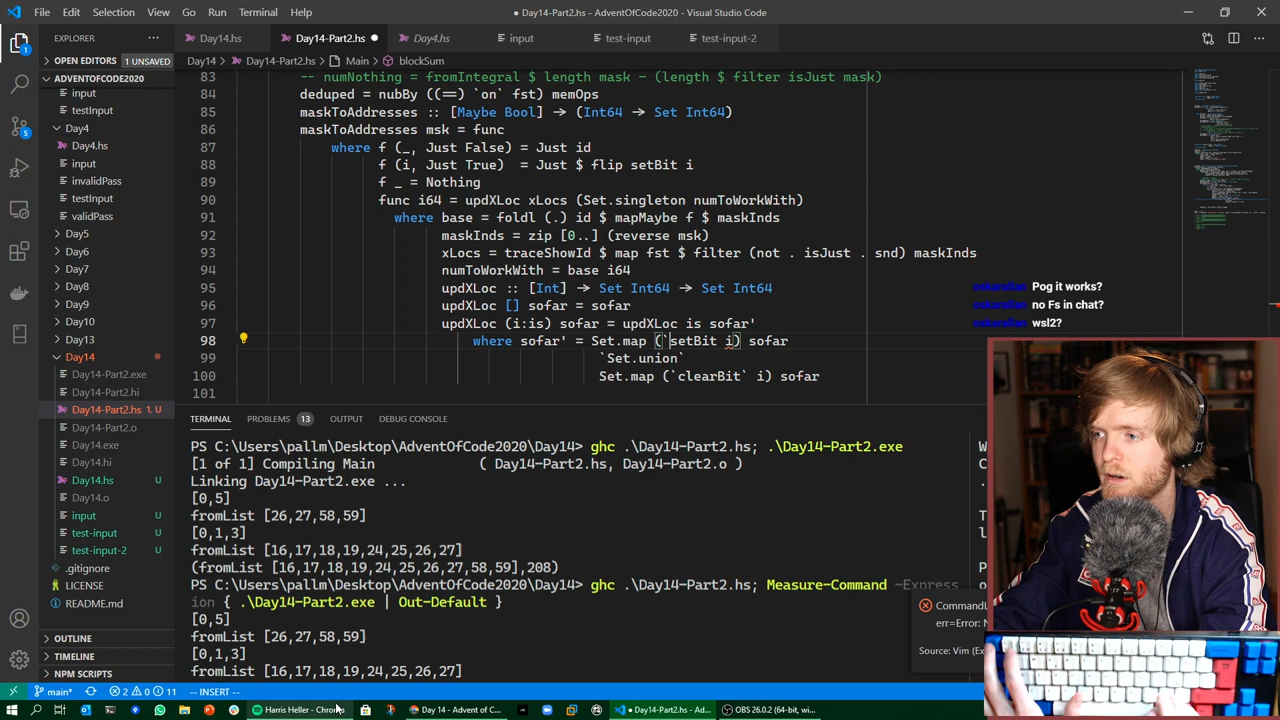 File Edit Selection View Go Run Terminal Help
● Day14-Part2.hs - AdventOfCode2020 - Visual Studio Code
EXPLORER
Day14.hs
Day14-Part2.hs
Day4.hs
input
test-input
test-input-2
OPEN EDITORS 1 UNSAVED
Day14 > Day14-Part2.hs > Main > blockSum
ADVENTOFCODE2020
input
testInput
Day4
Day4.hs
input
invalidPass
testInput
validPass
Day5
Day6
Day7
Day8
Day9
Day10
Day13
Day14
Day14-Part2.exe
Day14-Part2.hi
Day14-Part2.hs 1, U
Day14-Part2.o
Day14.exe
Day14.hi
Day14.hs U
Day14.o
input U
test-input U
test-input-2 U
.gitignore
LICENSE
README.md
OUTLINE
TIMELINE
NPM SCRIPTS
83 -- numNothing = fromIntegral $ length mask - (length $ filter isJust mask)
84 deduped = nubBy ((==) `on` fst) memOps
85 maskToAddresses :: [Maybe Bool] → (Int64 → Set Int64)
86 maskToAddresses msk = func
87 where f (_, Just False) = Just id
88 f (i, Just True) = Just $ flip setBit i
89 f _ = Nothing
90 func i64 = updXLoc xLocs (Set.singleton numToWorkWith)
91 where base = foldl (.) id $ mapMaybe f $ maskInds
92 maskInds = zip [0..] (reverse msk)
93 xLocs = traceShowId $ map fst $ filter (not . isJust . snd) maskInds
94 numToWorkWith = base i64
95 updXLoc :: [Int] → Set Int64 → Set Int64
96 updXLoc [] sofar = sofar
97 updXLoc (i:is) sofar = updXLoc is sofar'
98 where sofar' = Set.map (`setBit i) sofar
99 `Set.union`
100 Set.map (`clearBit` i) sofar
101
Pog it works?
no Fs in chat?
wsl2?
TERMINAL PROBLEMS 13 OUTPUT DEBUG CONSOLE
PS C:\Users\pallm\Desktop\AdventOfCode2020\Day14> ghc .\Day14-Part2.hs; .\Day14-Part2.exe
[1 of 1] Compiling Main ( Day14-Part2.hs, Day14-Part2.o )
Linking Day14-Part2.exe ...
[0,5]
fromList [26,27,58,59]
[0,1,3]
fromList [16,17,18,19,24,25,26,27]
(fromList [16,17,18,19,24,25,26,27,58,59],208)
PS C:\Users\pallm\Desktop\AdventOfCode2020\Day14> ghc .\Day14-Part2.hs; Measure-Command -Express
ion { .\Day14-Part2.exe | Out-Default }
[0,5]
fromList [26,27,58,59]
[0,1,3]
fromList [16,17,18,19,24,25,26,27]
CommandL
err=Error: N
Source: Vim (Ex
main* 2 0 11 -- INSERT --
Harris Heller - Chro
Day 14 - Advent of C...
● Day14-Part2.hs - Ad...
OBS 26.0.2 (64-bit, wi...